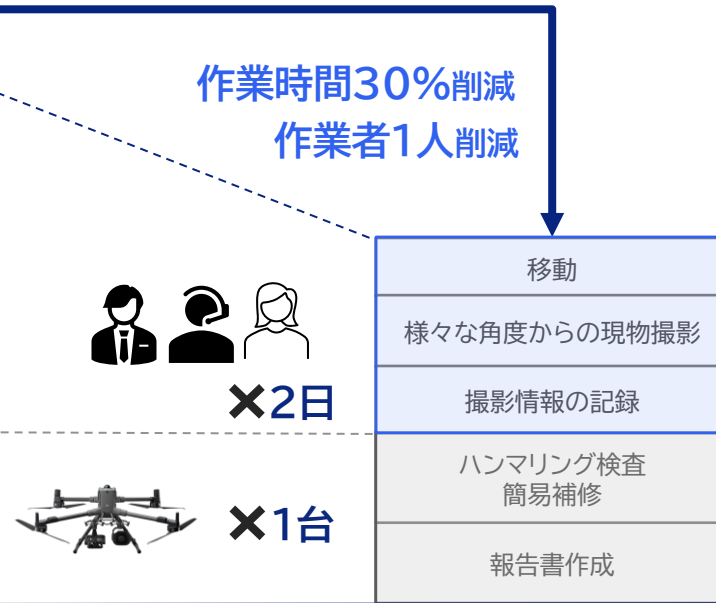 作業時間30%削減
作業者1人削減
移動
様々な角度からの現物撮影
×2日
撮影情報の記録
ハンマリング検査
簡易補修
×1台
報告書作成